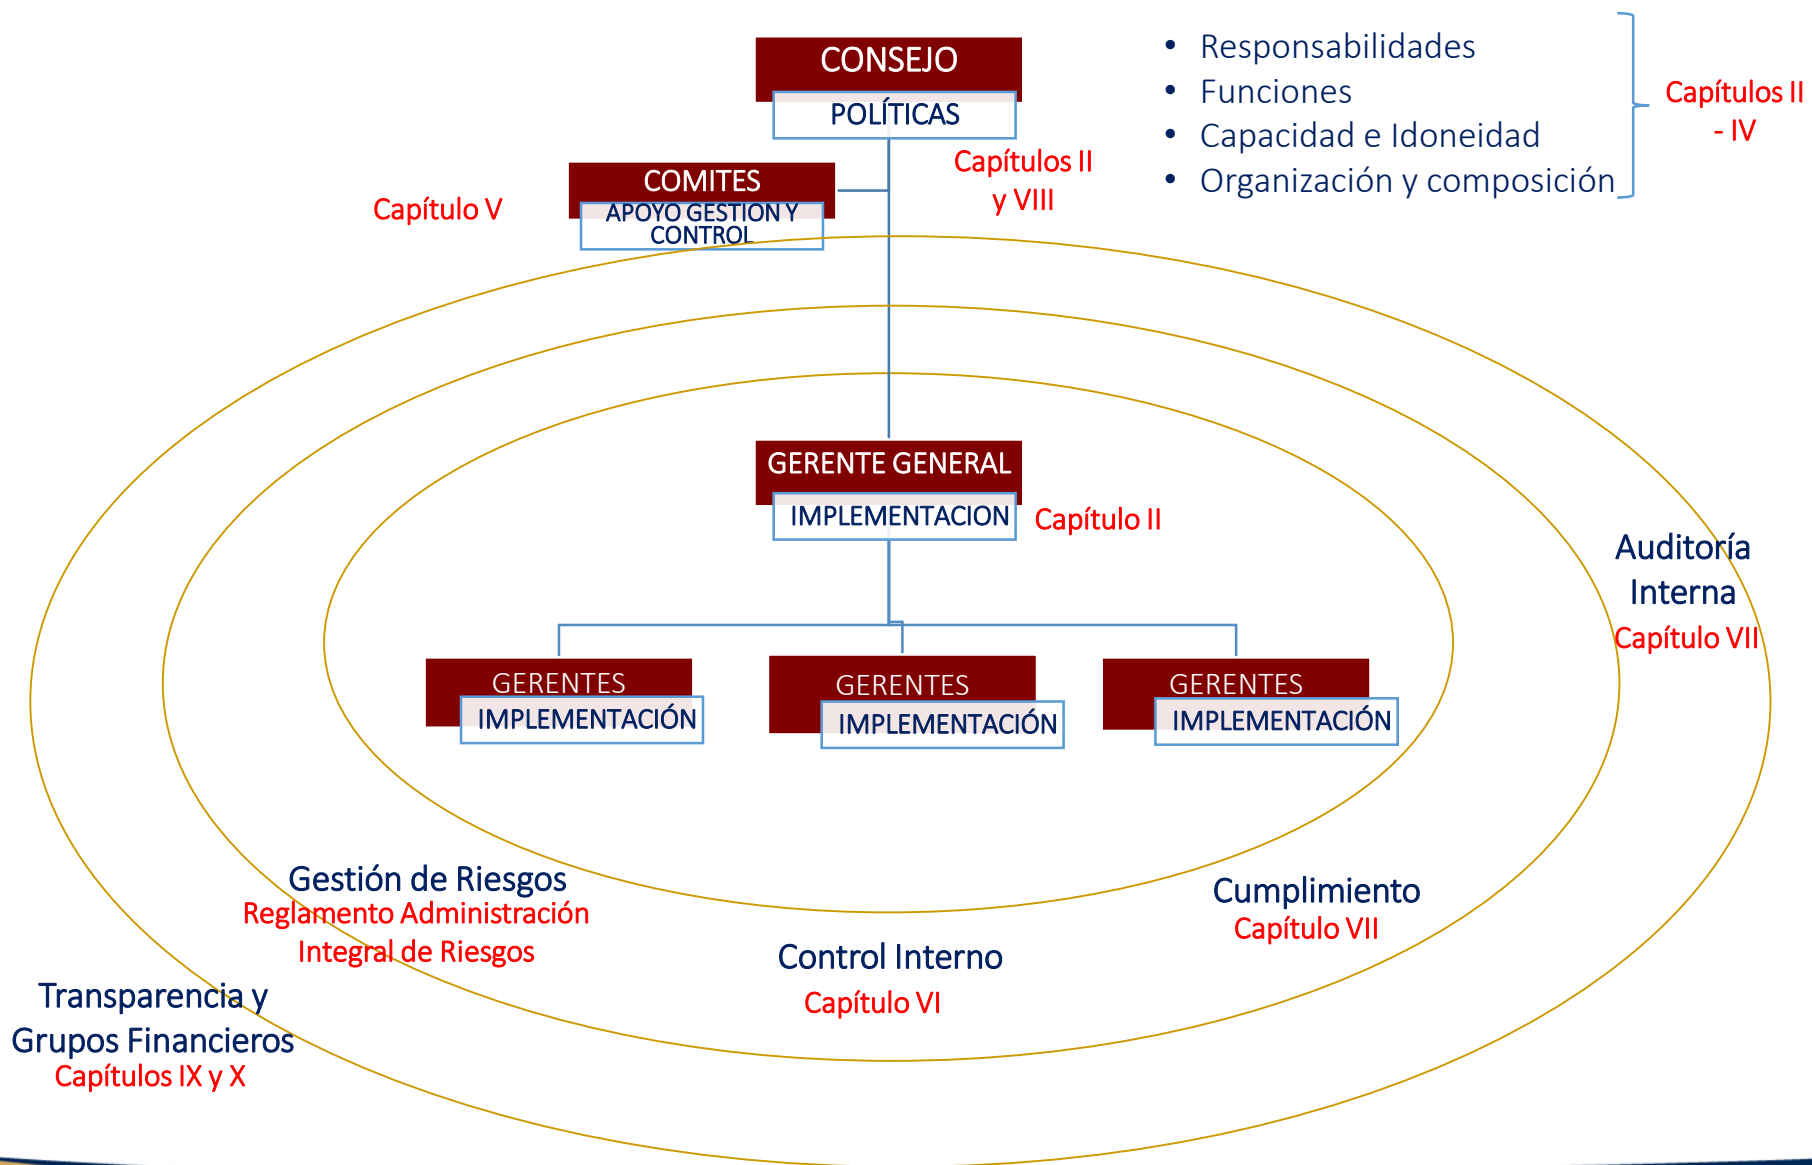 CONSEJO
POLÍTICAS
• Responsabilidades
• Funciones
• Capacidad e Idoneidad
• Organización y composición
Capítulos II
- IV
Capítulos II
y VIII
COMITES
APOYO GESTION Y
CONTROL
Capítulo V
GERENTE GENERAL
IMPLEMENTACION
Capítulo II
GERENTES
IMPLEMENTACIÓN
GERENTES
IMPLEMENTACIÓN
GERENTES
IMPLEMENTACIÓN
Auditoría
Interna
Capítulo VII
Gestión de Riesgos
Reglamento Administración
Integral de Riesgos
Cumplimiento
Capítulo VII
Control Interno
Capítulo VI
Transparencia y
Grupos Financieros
Capítulos IX y X